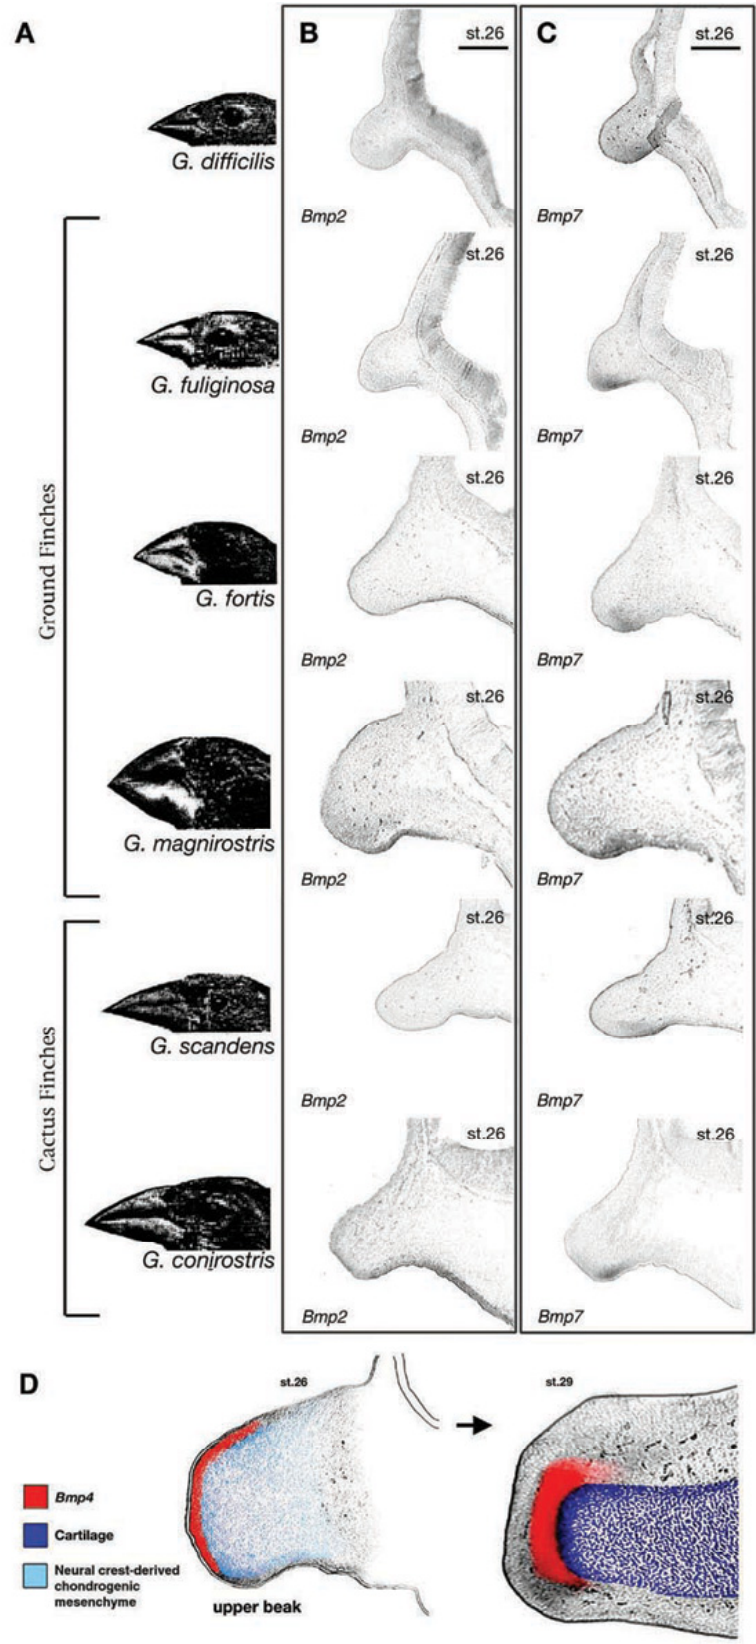 A
B
C
st.26
st.26
G. difficilis
Bmp2
Bmp7
st.26
st.26
G. fuliginosa
Bmp2
Bmp7
st.26
st.26
Ground Finches
G. fortis
Bmp2
Bmp7
st.26
st.26
G. magnirostris
Bmp2
Bmp7
st.26
st.26
G. scandens
Bmp2
Bmp7
Cactus Finches
st.26
st.26
G. conirostris
Bmp2
Bmp7
D
st.26
st.29
Bmp4
Cartilage
Neural crest-derived
chondrogenic
mesenchyme
upper beak